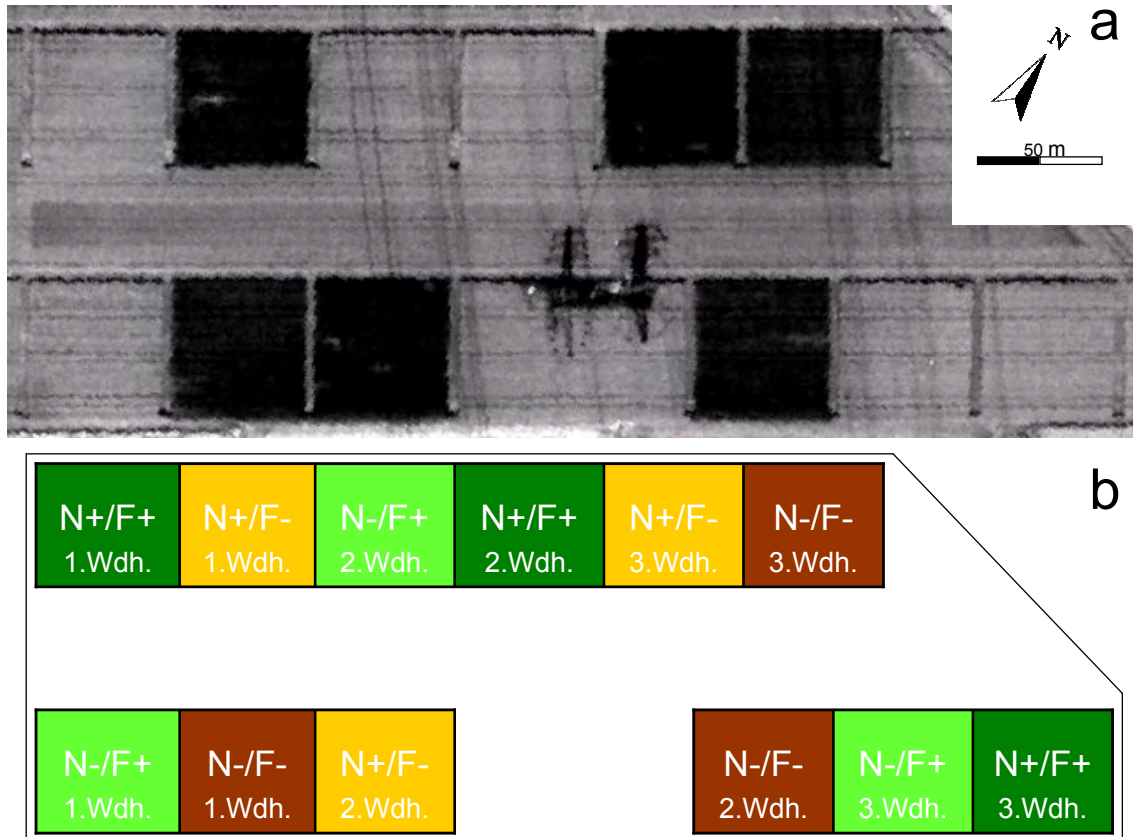 a
N
50 m
b
N+/F+ N+/F- N-/F+ N+/F+ N+/F- N-/F-
1.Wdh. 1.Wdh. 2.Wdh. 2.Wdh. 3.Wdh. 3.Wdh.
N-/F+ N-/F- N+/F- N-/F- N-/F+ N+/F+
1.Wdh. 1.Wdh. 2.Wdh. 2.Wdh. 3.Wdh. 3.Wdh.